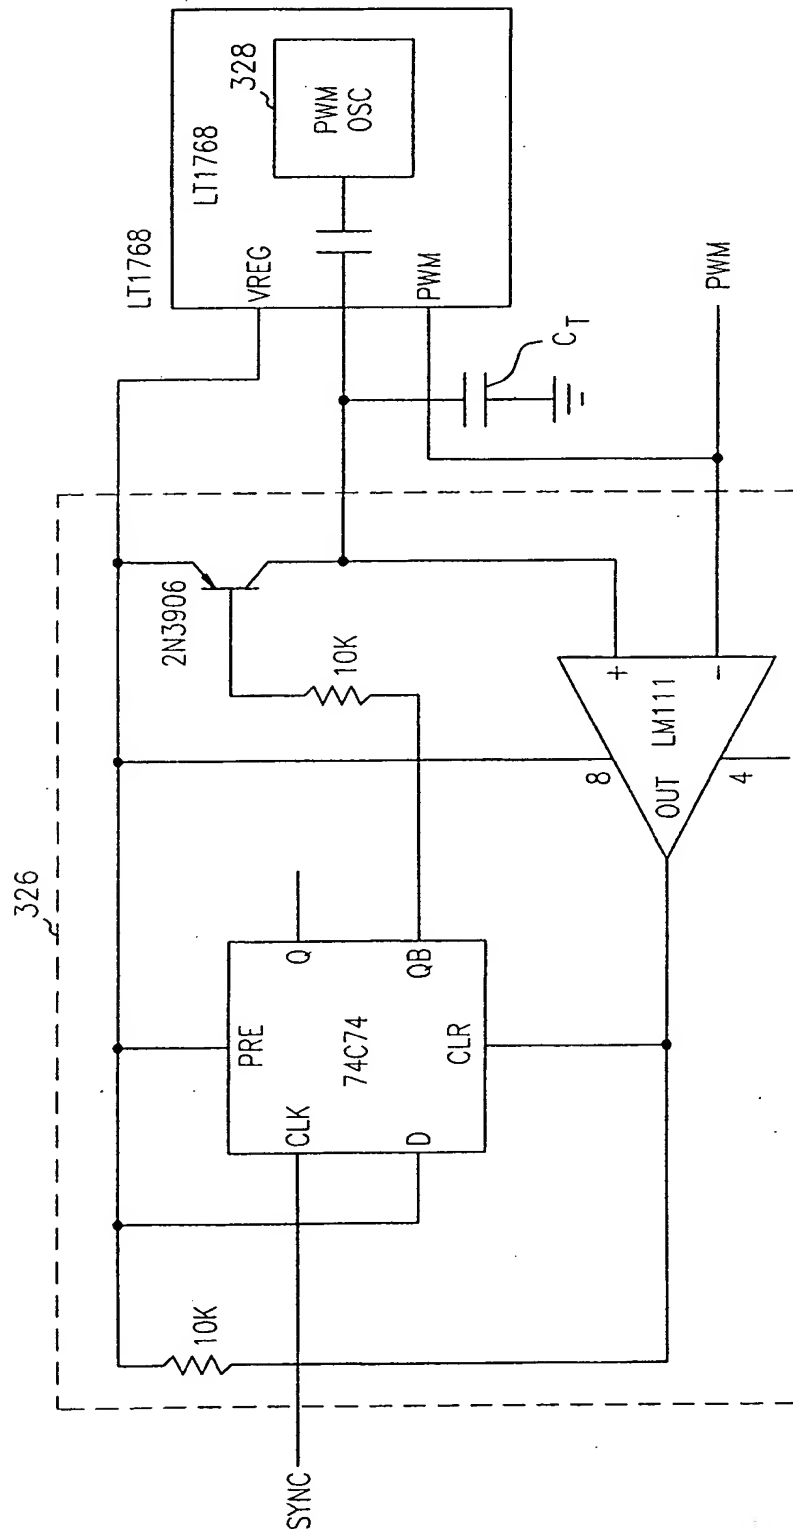 LT1768
LT1768
328
PWM
OSC
VREG
PWM
C_T
PWM
326
2N3906
10K
8
+
-
LM111
OUT
4
PRE
Q
QB
74C74
CLK
D
CLR
10K
SYNC